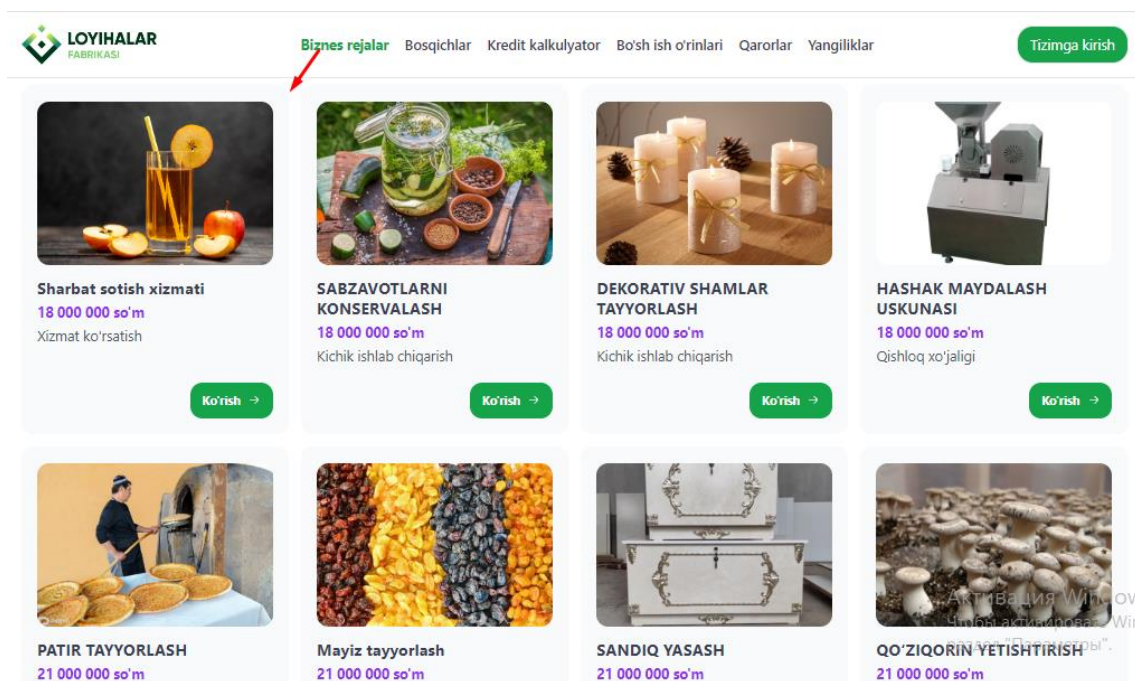 LOYIHALAR
FABRIKASI
Biznes rejalar Bosqichlar Kredit kalkulyator Bo'sh ish o'rinlari Qarorlar Yangiliklar
Tizimga kirish
Sharbat sotish xizmati
18 000 000 so'm
Xizmat ko'rsatish
Ko'rish →
SABZAVOTLARNI
KONSERVALASH
18 000 000 so'm
Kichik ishlab chiqarish
Ko'rish →
DEKORATIV SHAMLAR
TAYYORLASH
18 000 000 so'm
Kichik ishlab chiqarish
Ko'rish →
HASHAK MAYDALASH
USKUNASI
18 000 000 so'm
Qishloq xo'jaligi
Ko'rish →
PATIR TAYYORLASH
21 000 000 so'm
Mayiz tayyorlash
21 000 000 so'm
SANDIQ YASASH
21 000 000 so'm
QO‘ZIQORIN YETISHTIRISH
21 000 000 so'm
Активация Window
Чтобы активировать Win
раздел "Параметры".